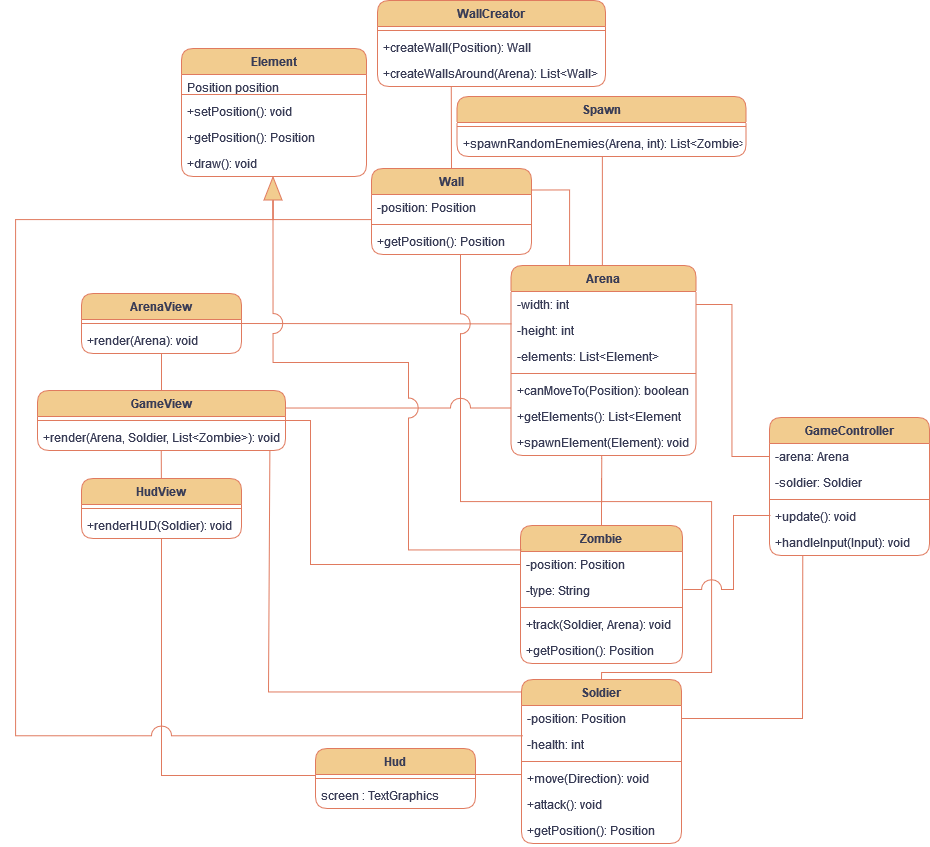 WallCreator
+createWall(Position): Wall
+createWallsAround(Arena): List<Wall>
Element
Position position
+setPosition(): void
+getPosition(): Position
+draw(): void
Spawn
+spawnRandomEnemies(Arena, int): List<Zombie>
Wall
-position: Position
+getPosition(): Position
Arena
-width: int
-height: int
-elements: List<Element>
+canMoveTo(Position): boolean
+getElements(): List<Element
+spawnElement(Element): void
ArenaView
+render(Arena): void
GameView
+render(Arena, Soldier, List<Zombie>): void
HudView
+renderHUD(Soldier): void
GameController
-arena: Arena
-soldier: Soldier
+update(): void
+handleInput(Input): void
Zombie
-position: Position
-type: String
+track(Soldier, Arena): void
+getPosition(): Position
Soldier
-position: Position
-health: int
+move(Direction): void
+attack(): void
+getPosition(): Position
Hud
screen : TextGraphics